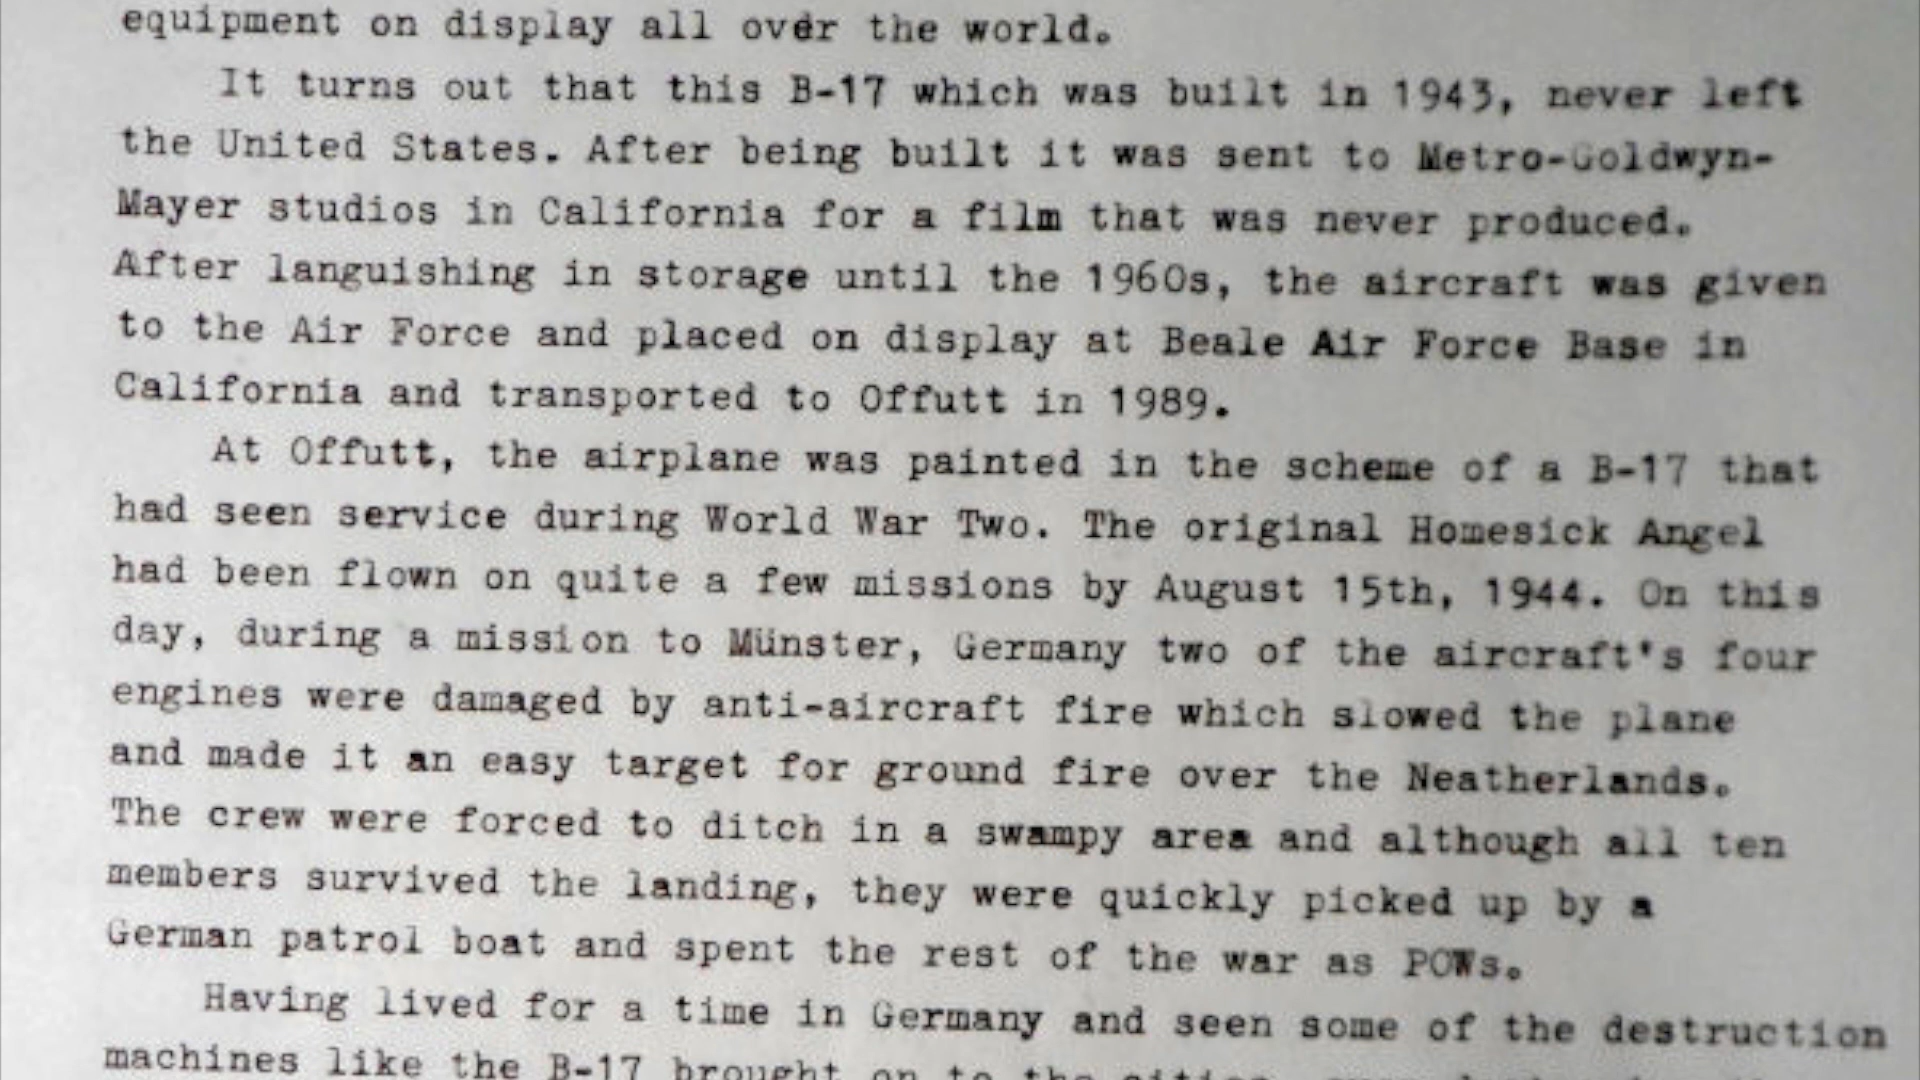 equipment on display all over the world.
It turns out that this B-17 which was built in 1943, never left
the United States. After being built it was sent to Metro-Goldwyn-
Mayer studios in California for a film that was never produced.
After languishing in storage until the 1960s, the aircraft was given
to the Air Force and placed on display at Beale Air Force Base in
California and transported to Offutt in 1989.
At Offutt, the airplane was painted in the scheme of a B-17 that
had seen service during World War Two. The original Homesick Angel
had been flown on quite a few missions by August 15th, 1944. On this
day, during a mission to Münster, Germany two of the aircraft's four
engines were damaged by anti-aircraft fire which slowed the plane
and made it an easy target for ground fire over the Neatherlands.
The crew were forced to ditch in a swampy area and although all ten
members survived the landing, they were quickly picked up by a
German patrol boat and spent the rest of the war as POWs.
Having lived for a time in Germany and seen some of the destruction
machines like the B-17 brought on to the cities,